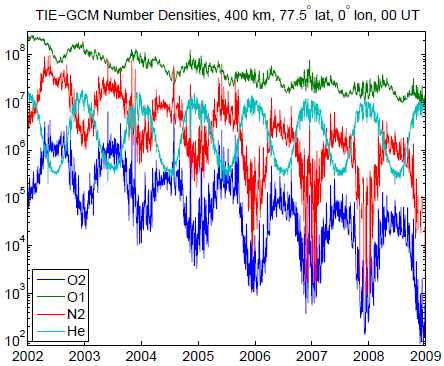 TIE−GCM Number Densities, 400 km, 77.5° lat, 0° lon, 00 UT
10^8
10^7
10^6
10^5
10^4
10^3
10^2
O2
O1
N2
He
2002 2003 2004 2005 2006 2007 2008 2009